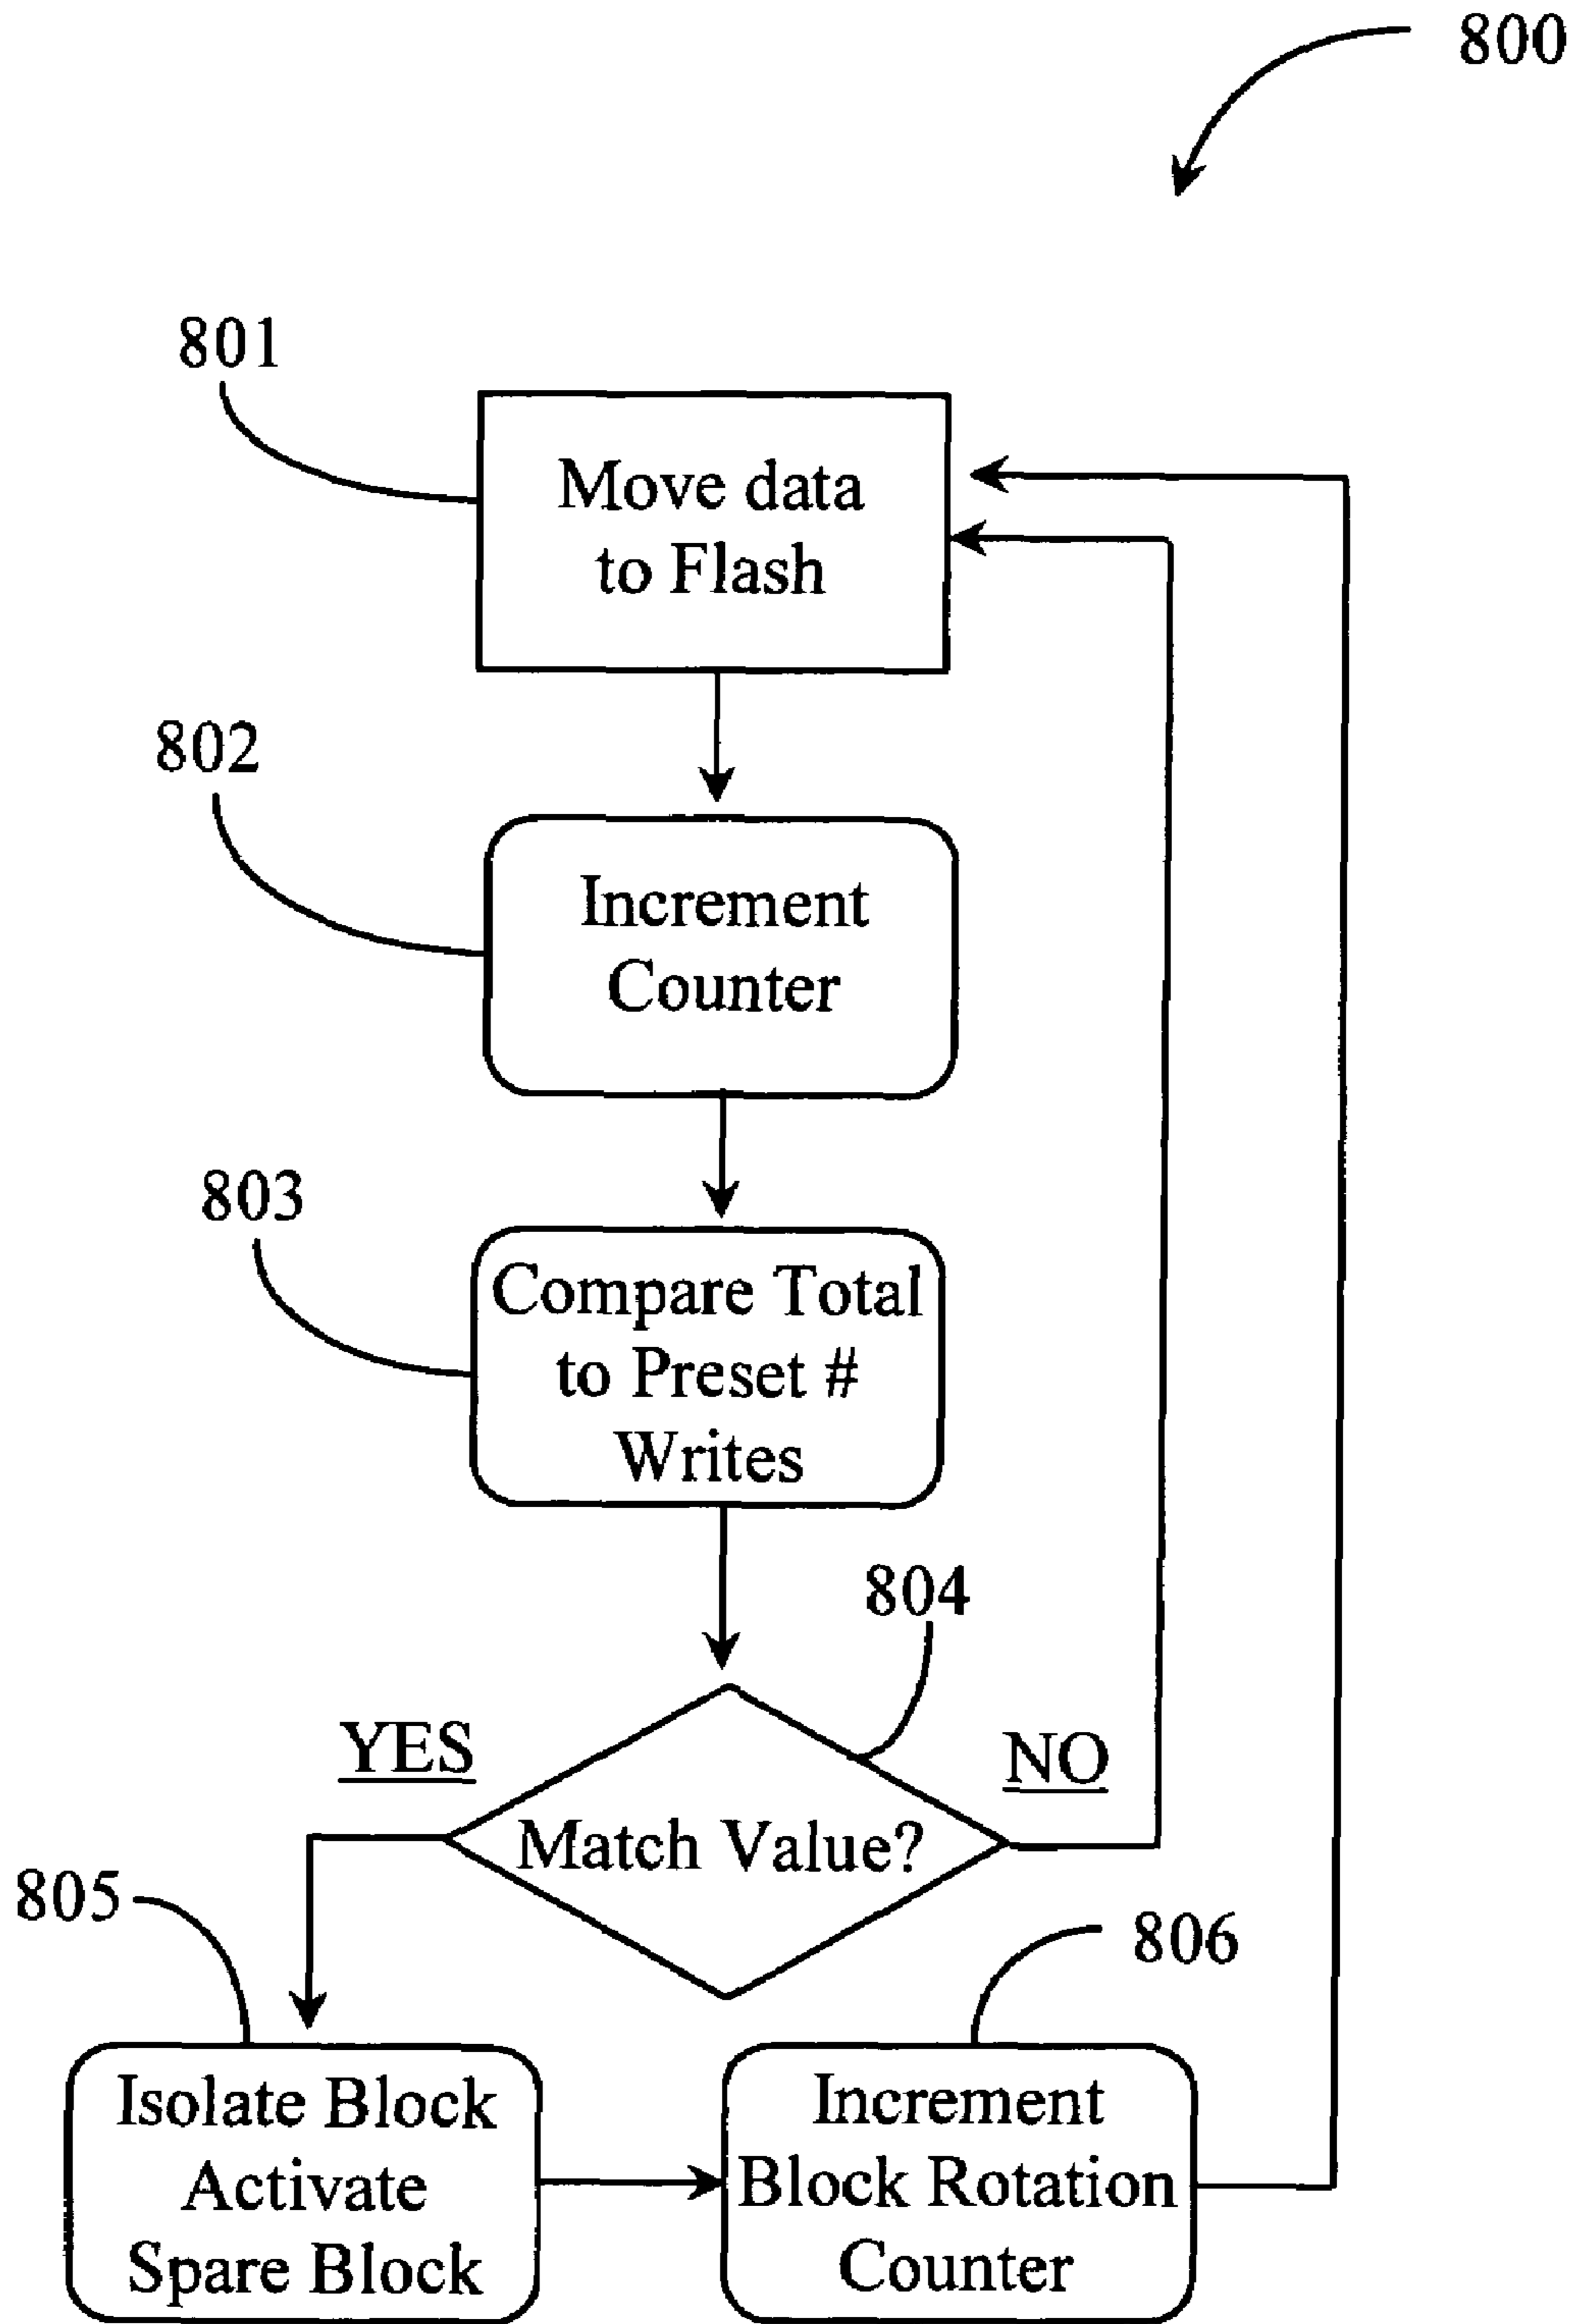 800
801
Move data
to Flash
802
Increment
Counter
803
Compare Total
to Preset #
Writes
804
YES
NO
Match Value?
805
806
Isolate Block
Activate
Spare Block
Increment
Block Rotation
Counter